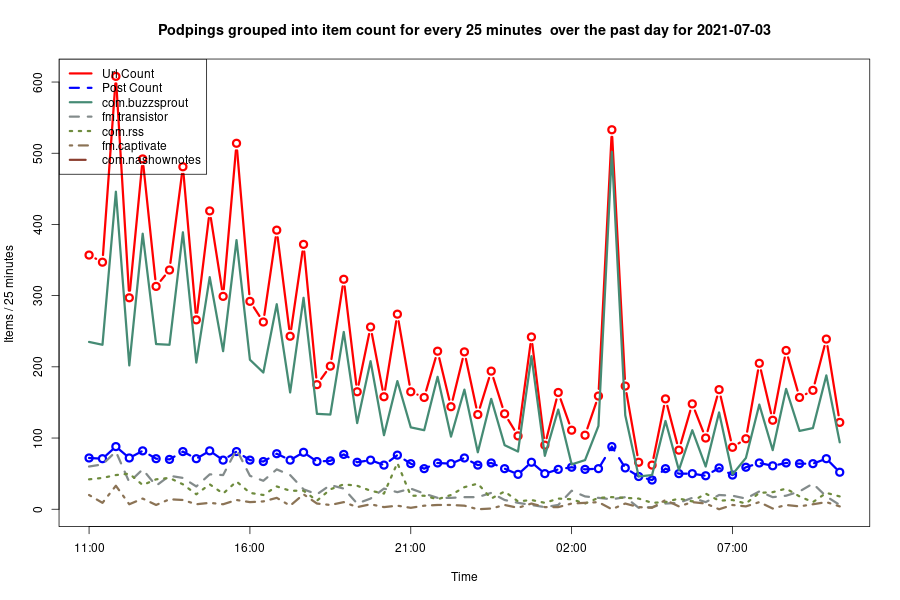 Podpings grouped into item count for every 25 minutes  over the past day for 2021-07-03
Url Count
Post Count
com.buzzsprout
fm.transistor
com.rss
fm.captivate
com.nashownotes
Items / 25 minutes
600
500
400
300
200
100
0
11:00
16:00
21:00
02:00
07:00
Time